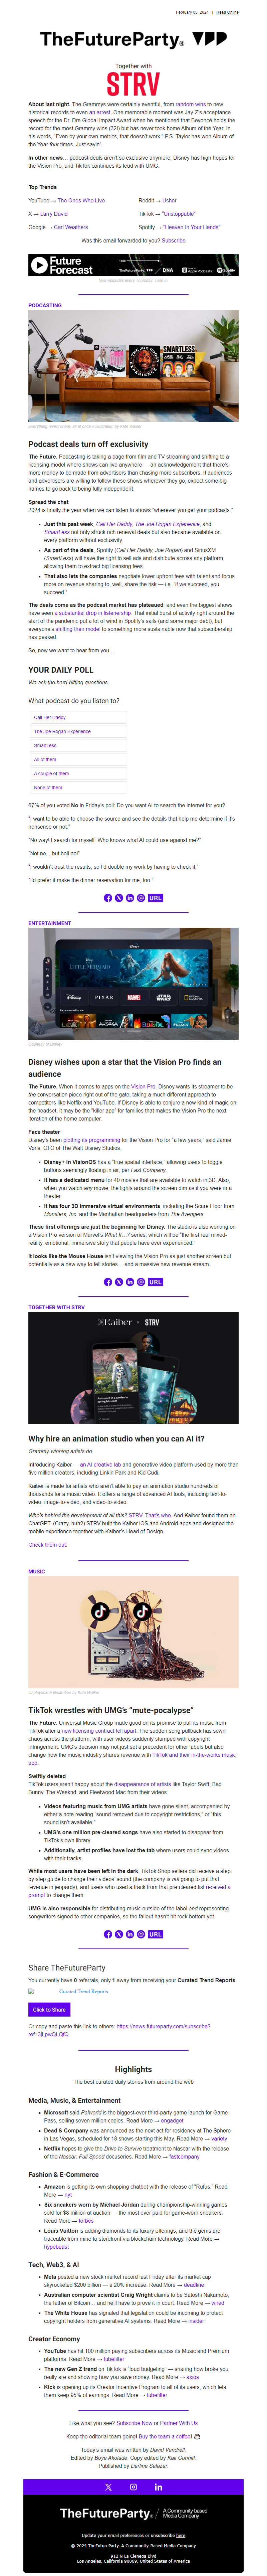 February 05, 2024 | Read Online
TheFutureParty®
Together with
STRV
About last night. The Grammys were certainly eventful, from random wins to new
historical records to even an arrest. One memorable moment was Jay-Z's acceptance
speech for the Dr. Dre Global Impact Award when he mentioned that Beyoncé holds the
record for the most Grammy wins (32!) but has never took home the Album of the Year. In
his words, "Even by your own metrics, that doesn't work." P.S. Taylor has won Album of
the Year four times. Just sayin'.
In other news… podcast deals aren't so exclusive anymore, Disney has high hopes for
the Vision Pro, and TikTok continues its feud with UMG.
Top Trends
YouTube → The Ones Who Live
Reddit → Usher
X → Larry David
TikTok → "Unstoppable"
Google → Carl Weathers
Spotify → "Heaven in Your Hands"
Was this email forwarded to you? Subscribe.
Future
Forecast
PODCASTING
Podcast deals turn off exclusivity
The Future. Podcasting is taking a page from film and TV streaming and shifting to a
licensing model where shows can live anywhere — an acknowledgement that there's
more money to be made from advertisers than chasing more subscribers. If audiences
and advertisers are willing to follow these shows wherever they go, expect some big
names to go back to being fully independent.
Spread the chat
2024 is finally the year when we can listen to shows "wherever you get your podcasts."
Just this past week, Call Her Daddy, The Joe Rogan Experience, and
SmartLess not only struck rich renewal deals but also became available on
every platform without exclusivity.
As part of the deals, Spotify (Call Her Daddy, Joe Rogan) and SiriusXM
(SmartLess) will have the right to sell ads and distribute across any platform,
allowing them to extract big licensing fees.
That also lets the companies negotiate lower upfront fees with talent and focus
more on revenue sharing to, well, share the risk — i.e. "if we succeed, you
succeed."
The deals come as the podcast market has plateaued, and even the biggest shows
have seen a substantial drop in listenership. That initial burst of activity right around the
start of the pandemic put a lot of wind in Spotify's sails (and some major debt), but
everyone's shifting their model to something more sustainable now that subscribership
has peaked.
So, now we want to hear from you…
YOUR DAILY POLL
We ask the hard-hitting questions.
What podcast do you listen to?
Call Her Daddy
The Joe Rogan Experience
SmartLess
All of them
A couple of them
None of them
67% of you voted No in Friday's poll: Do you want AI to search the internet for you?
"I want to be able to choose the source and see the data to make the determine if it's
nonsense or not."
"No way! I search for myself. Who knows what AI could use against me?"
"Not no… but hell no!!"
"I wouldn't trust the results, so I'd double my work by having to check it."
"I'd prefer it make the dinner reservation for me, too."
URL
ENTERTAINMENT
Courtesy of Disney
Disney wishes upon a star that the Vision Pro finds an
audience
The Future. When it comes to apps on the Vision Pro, Disney wants its streamer to be
the conversation piece right out of the gate, taking a much different approach to
competitors like Netflix and YouTube. If Disney is able to conjure a new kind of magic on
the headset, it may be the "killer app" for families that makes the Vision Pro the next
iteration of the home computer.
Face theater
Disney's been plotting its programming for the Vision Pro for "a few years," said Jamie
Voris, CTO of The Walt Disney Studios.
Disney+ in VisionOS has a "true spatial interface," allowing users to toggle
buttons seemingly floating in air, per Fast Company.
It has a dedicated menu for 40 movies that are available to watch in 3D. Also,
when you watch any movie, the lights around the screen dim as if you were in a
theater.
It has four 3D immersive virtual environments, including the Scare Floor from
Monsters, Inc. and the Manhattan headquarters from The Avengers.
These first offerings are just the beginning for Disney. The studio is also working on
a Vision Pro version of Marvel's What if…? series, which will be "the first real mixed-
reality, emotional, immersive story that people have ever experienced."
It looks like the Mouse House isn't viewing the Vision Pro as just another screen but
potentially as a new way to tell stories… and a massive new revenue stream.
URL
TOGETHER WITH STRV
Kaiber STRV
Why hire an animation studio when you can AI it?
Grammy-winning artists do.
Introducing Kaiber — an AI creative lab and generative video platform used by more than
five million creators, including Linkin Park and Kid Cudi.
Kaiber is made for artists who aren't able to pay an animation studio hundreds of
thousands for a music video. It offers a range of advanced AI tools, including text-to-
video, image-to-video, and video-to-video.
Who's behind the development of all this? STRV. That's who. And Kaiber found them on
ChatGPT, (Crazy, huh?) STRV built the Kaiber iOS and Android apps and designed the
mobile experience together with Kaiber's Head of Design.
Check them out.
MUSIC
TikTok wrestles with UMG's "mute-pocalypse"
The Future. Universal Music Group made good on its promise to pull its music from
TikTok after a new licensing contract fell apart. The sudden song pullback has users
scrambling across the platform, with user videos suddenly stamped with copyright
infringement. UMG's decision may not just set a precedent for other labels but also
change how the music industry shares revenue with TikTok and their in-the-works music
app.
Swiftly deleted
TikTok users aren't happy about the disappearance of artists like Taylor Swift, Bad
Bunny, The Weeknd, and Fleetwood Mac from their videos.
Videos featuring music from UMG artists have gone silent, accompanied by
either a note reading "sound removed due to copyright restrictions," or "this
sound isn't available."
UMG's one million pre-cleared songs have also started to disappear from
TikTok's own library.
Additionally, artist profiles have lost the tab where users could sync videos
with their tracks.
While most users have been left in the dark, TikTok Shop sellers did receive a step-
by-step guide to change their videos' sound (the company is not going to put that
revenue in jeopardy), and users who used a track from a pre-cleared list received a
prompt to change them.
UMG is also responsible for distributing music outside of the label and representing
songwriters signed to other companies, so the fallout hasn't hit rock bottom yet.
URL
Share TheFutureParty
You currently have 0 referrals, only 1 away from receiving your Curated Trend Reports.
Curated Trend Reports
Click to Share
Or copy and paste this link to others: https://news.futureparty.com/subscribe?
ref=3jLpwQLQfQ
Highlights
The best curated daily stories from around the web
Media, Music, & Entertainment
Microsoft said Palworld is the biggest-ever third-party game launch for Game
Pass, selling seven million copies. Read More → engadget
Dead & Company was announced as the next act for residency at The Sphere
in Las Vegas, scheduled for 18 shows starting this May. Read More → variety
Netflix hopes to give the Drive to Survive treatment to Nascar with the release
of the Nascar: Full Speed docuseries. Read More → fastcompany
Fashion & E-Commerce
Amazon is getting its own shopping chatbot with the release of "Rufus." Read
More → nyt
Six sneakers worn by Michael Jordan during championship-winning games
sold for $8 million at auction — the most ever paid for game-worn sneakers.
Read More → forbes
Louis Vuitton is adding diamonds to its luxury offerings, and the gems are
traceable from mine to storefront via blockchain technology. Read More →
hypebeast
Tech, Web3, & AI
Meta posted a new stock market record last Friday after its market cap
skyrocketed $200 billion — a 20% increase. Read More → deadline
Australian computer scientist Craig Wright claims to be Satoshi Nakamoto,
the father of Bitcoin… and he'll have to prove it in court. Read More → wired
The White House has signaled that legislation could be incoming to protect
copyright holders from generative AI systems. Read More → insider
Creator Economy
YouTube has hit 100 million paying subscribers across its Music and Premium
platforms. Read More → tubefilter
The new Gen Z trend on TikTok is "loud budgeting" — sharing how broke you
really are and showing how you save money. Read More → axios
Kick is opening up its Creator Incentive Program to all of its users, which lets
them keep 95% of earnings. Read More → tubefilter
Like what you see? Subscribe Now or Partner With Us.
Keep the editorial team going! Buy the team a coffee!
Today's email was written by David Vendrell.
Edited by Boye Akolade. Copy edited by Kait Cunniff.
Published by Darline Salazar.
TheFutureParty.® / A Community-based
Media Company
Update your email preferences or unsubscribe here
© 2024 TheFutureParty. A Community-Based Media Company
912 N La Cienega Blvd
Los Angeles, California 90069, United States of America